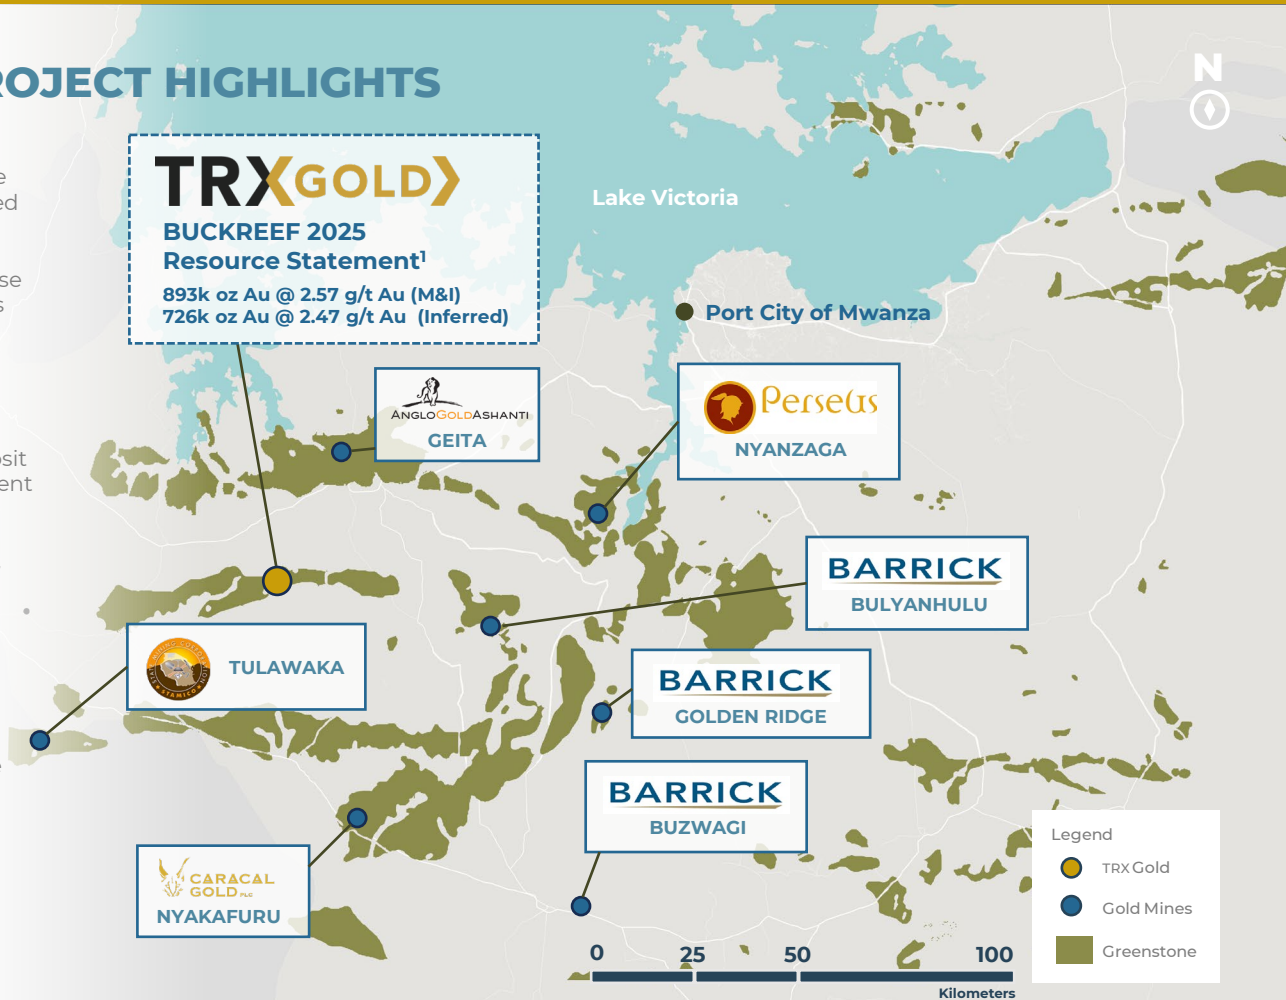 ROJECT HIGHLIGHTS
N
TRX GOLD
BUCKREEF 2025
Resource Statement¹
893k oz Au @ 2.57 g/t Au (M&I)
726k oz Au @ 2.47 g/t Au (Inferred)
Lake Victoria
Port City of Mwanza
ANGLOGOLDASHANTI
GEITA
Perseus
NYANZAGA
BARRICK
BULYANHULU
TULAWAKA
BARRICK
GOLDEN RIDGE
BARRICK
BUZWAGI
CARACAL
GOLD PLC
NYAKAFURU
Legend
TRX Gold
Gold Mines
Greenstone
0 25 50 100
Kilometers